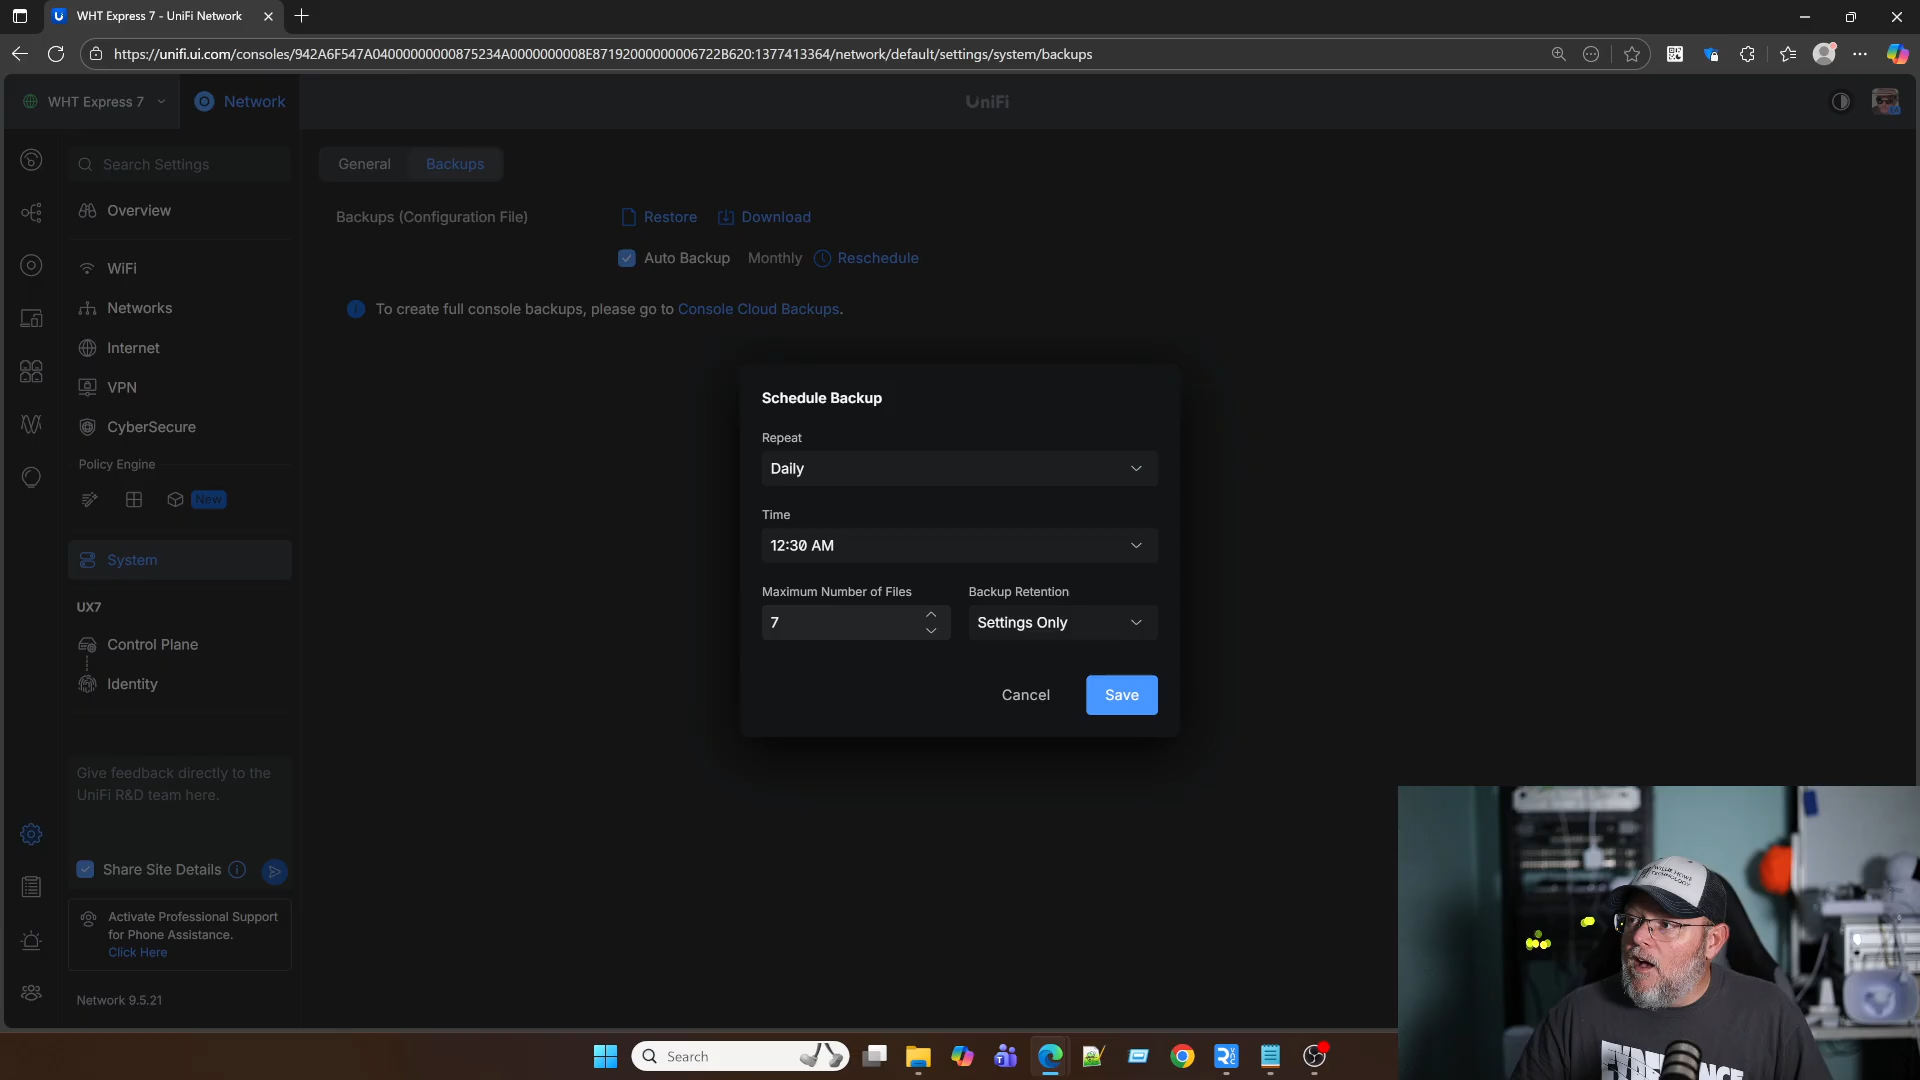 WHT Express 7 - UniFi Network
https://unifi.ui.com/consoles/942A6F547A04000000000875234A0000000008E87192000000006722B620:1377413364/network/default/settings/system/backups
WHT Express 7
Network
UniFi
Search Settings
General
Backups
Overview
Backups (Configuration File)
Restore
Download
Auto Backup
Monthly
Reschedule
WiFi
To create full console backups, please go to Console Cloud Backups.
Networks
Internet
VPN
CyberSecure
Policy Engine
New
System
UX7
Control Plane
Identity
Schedule Backup
Repeat
Daily
Time
12:30 AM
Maximum Number of Files
Backup Retention
7
Settings Only
Cancel
Save
Give feedback directly to the
UniFi R&D team here.
Share Site Details
Activate Professional Support
for Phone Assistance.
Click Here
Network 9.5.21
Search